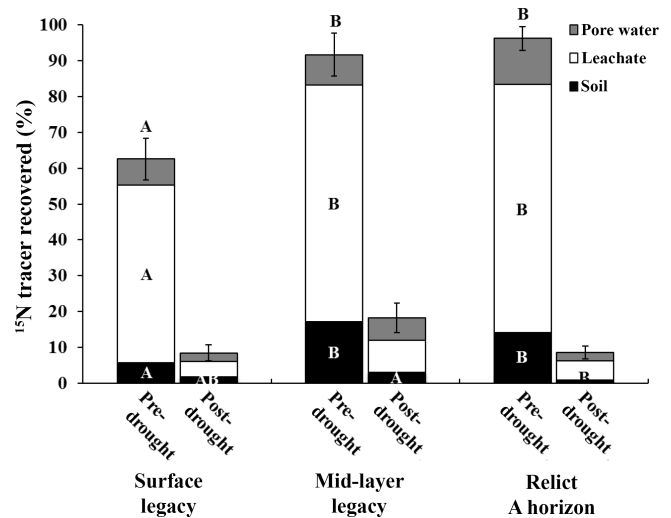 100
90
80
70
60
50
40
30
20
10
0
¹⁵N tracer recovered (%)
Pore water
Leachate
Soil
A
A
A
AB
B
B
B
A
B
B
B
B
Pre-
drought
Post-
drought
Pre-
drought
Post-
drought
Pre-
drought
Post-
drought
Surface
legacy
Mid-layer
legacy
Relict
A horizon